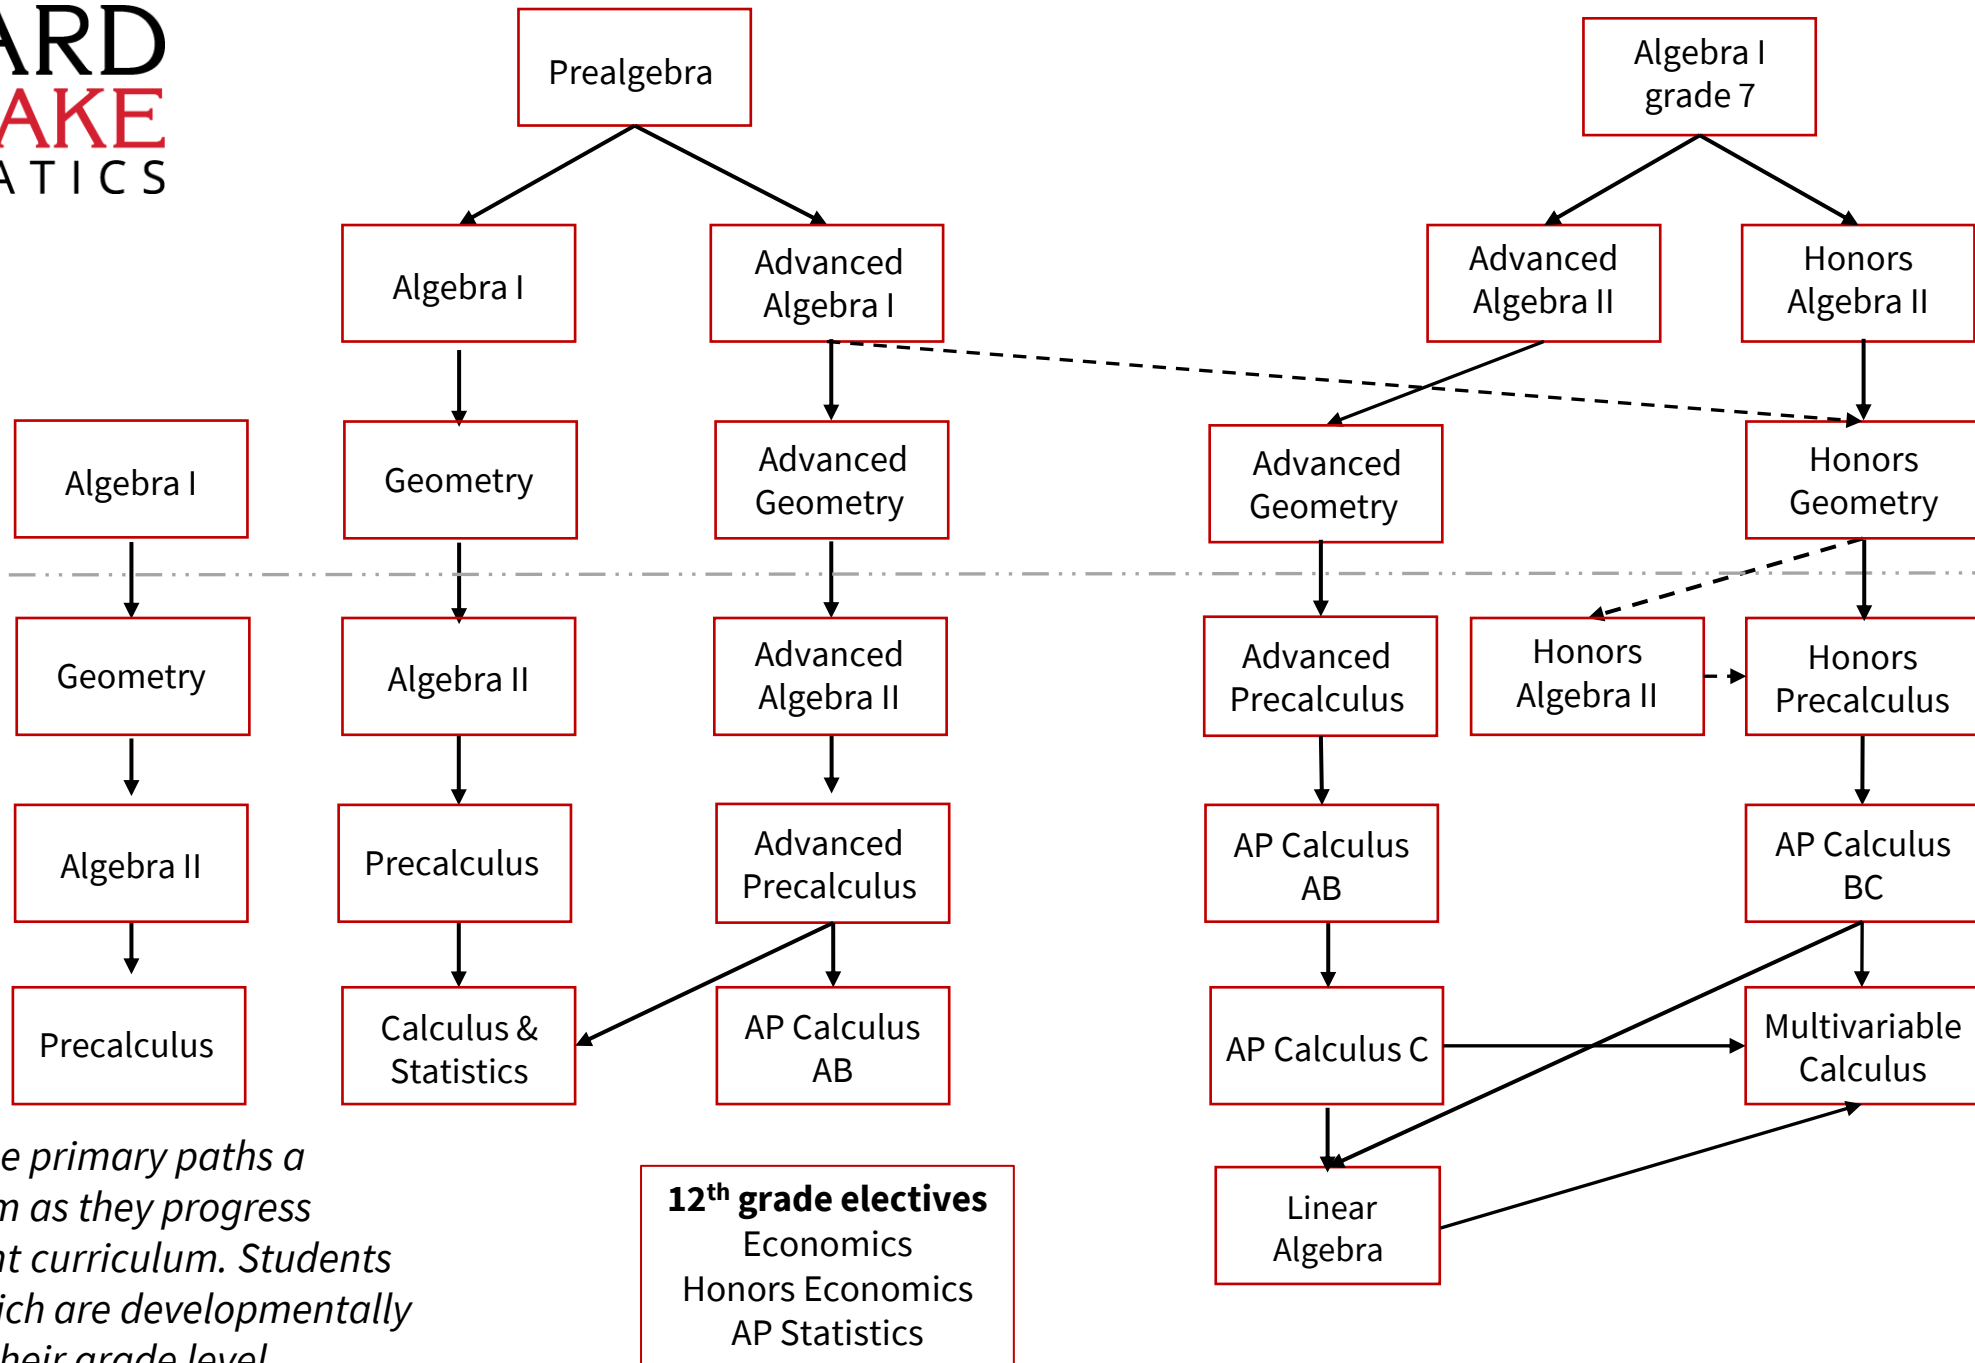 ARD
AKE
ATICS
Prealgebra
Algebra I
grade 7
Algebra I
Advanced
Algebra I
Advanced
Algebra II
Honors
Algebra II
Algebra I
Geometry
Advanced
Geometry
Advanced
Geometry
Honors
Geometry
Geometry
Algebra II
Advanced
Algebra II
Advanced
Precalculus
Honors
Algebra II
Honors
Precalculus
Algebra II
Precalculus
Advanced
Precalculus
AP Calculus
AB
AP Calculus
BC
Precalculus
Calculus &
Statistics
AP Calculus
AB
AP Calculus C
Multivariable
Calculus
e primary paths a
m as they progress
nt curriculum. Students
ich are developmentally
heir grade level
12th grade electives
Economics
Honors Economics
AP Statistics
Linear
Algebra